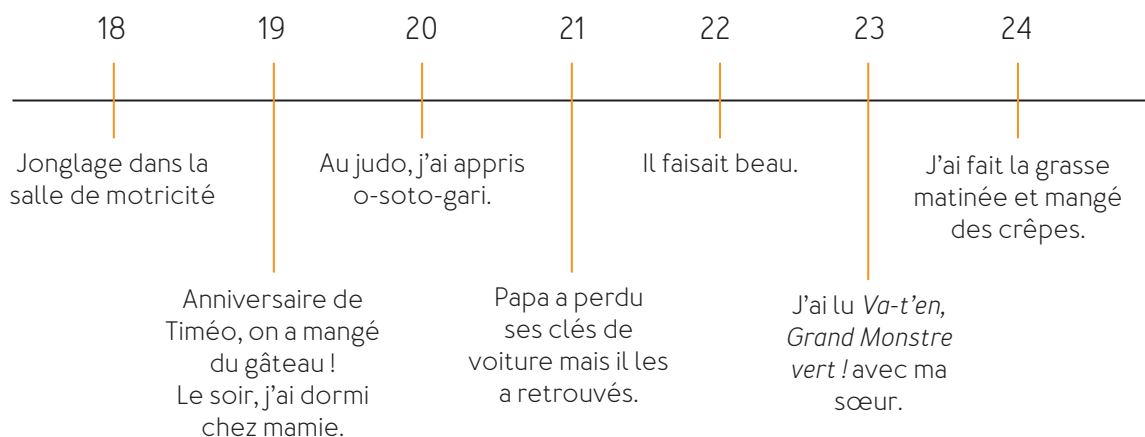 18 19 20 21 22 23 24
Jonglage dans la
salle de motricité
Au judo, j'ai appris
o-soto-gari.
Il faisait beau.
J'ai fait la grasse
matinée et mangé
des crêpes.
Anniversaire de
Timéo, on a mangé
du gâteau !
Le soir, j'ai dormi
chez mamie.
Papa a perdu
ses clés de
voiture mais il les
a retrouvés.
J'ai lu Va-t'en,
Grand Monstre
vert ! avec ma
sœur.